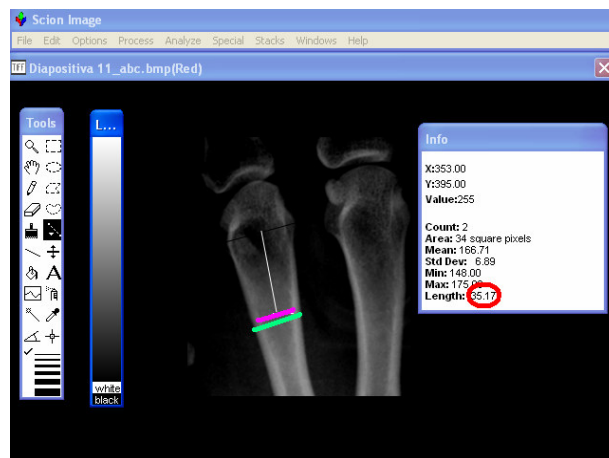 Scion Image
File Edit Options Process Analyze Special Stacks Windows Help
Diapositiva 11_abc.bmp(Red)
Tools
L...
Info
X:353.00
Y:395.00
Value:255
Count: 2
Area: 34 square pixels
Mean: 166.71
Std Dev: 6.89
Min: 148.00
Max: 175.00
Length: 35.17
A
white
black